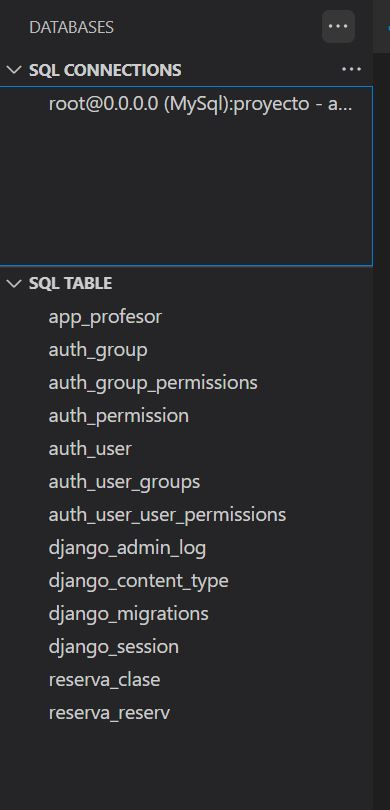 DATABASES
SQL CONNECTIONS
root@0.0.0.0 (MySql):proyecto - a...
SQL TABLE
app_profesor
auth_group
auth_group_permissions
auth_permission
auth_user
auth_user_groups
auth_user_user_permissions
django_admin_log
django_content_type
django_migrations
django_session
reserva_clase
reserva_reserv